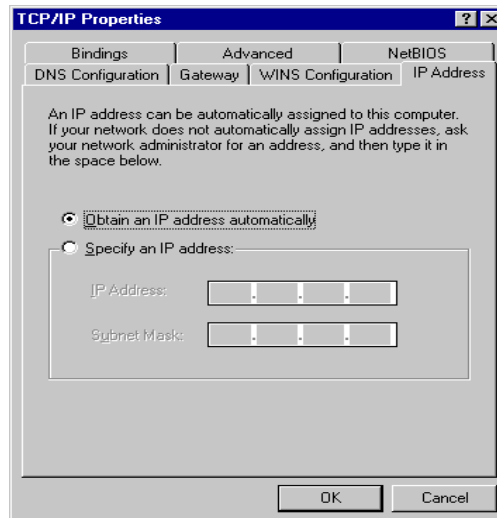 TCP/IP Properties
Bindings
Advanced
NetBIOS
DNS Configuration
Gateway
WINS Configuration
IP Address
An IP address can be automatically assigned to this computer.
If your network does not automatically assign IP addresses, ask
your network administrator for an address, and then type it in
the space below.
Obtain an IP address automatically
Specify an IP address:
IP Address:
Subnet Mask:
OK
Cancel